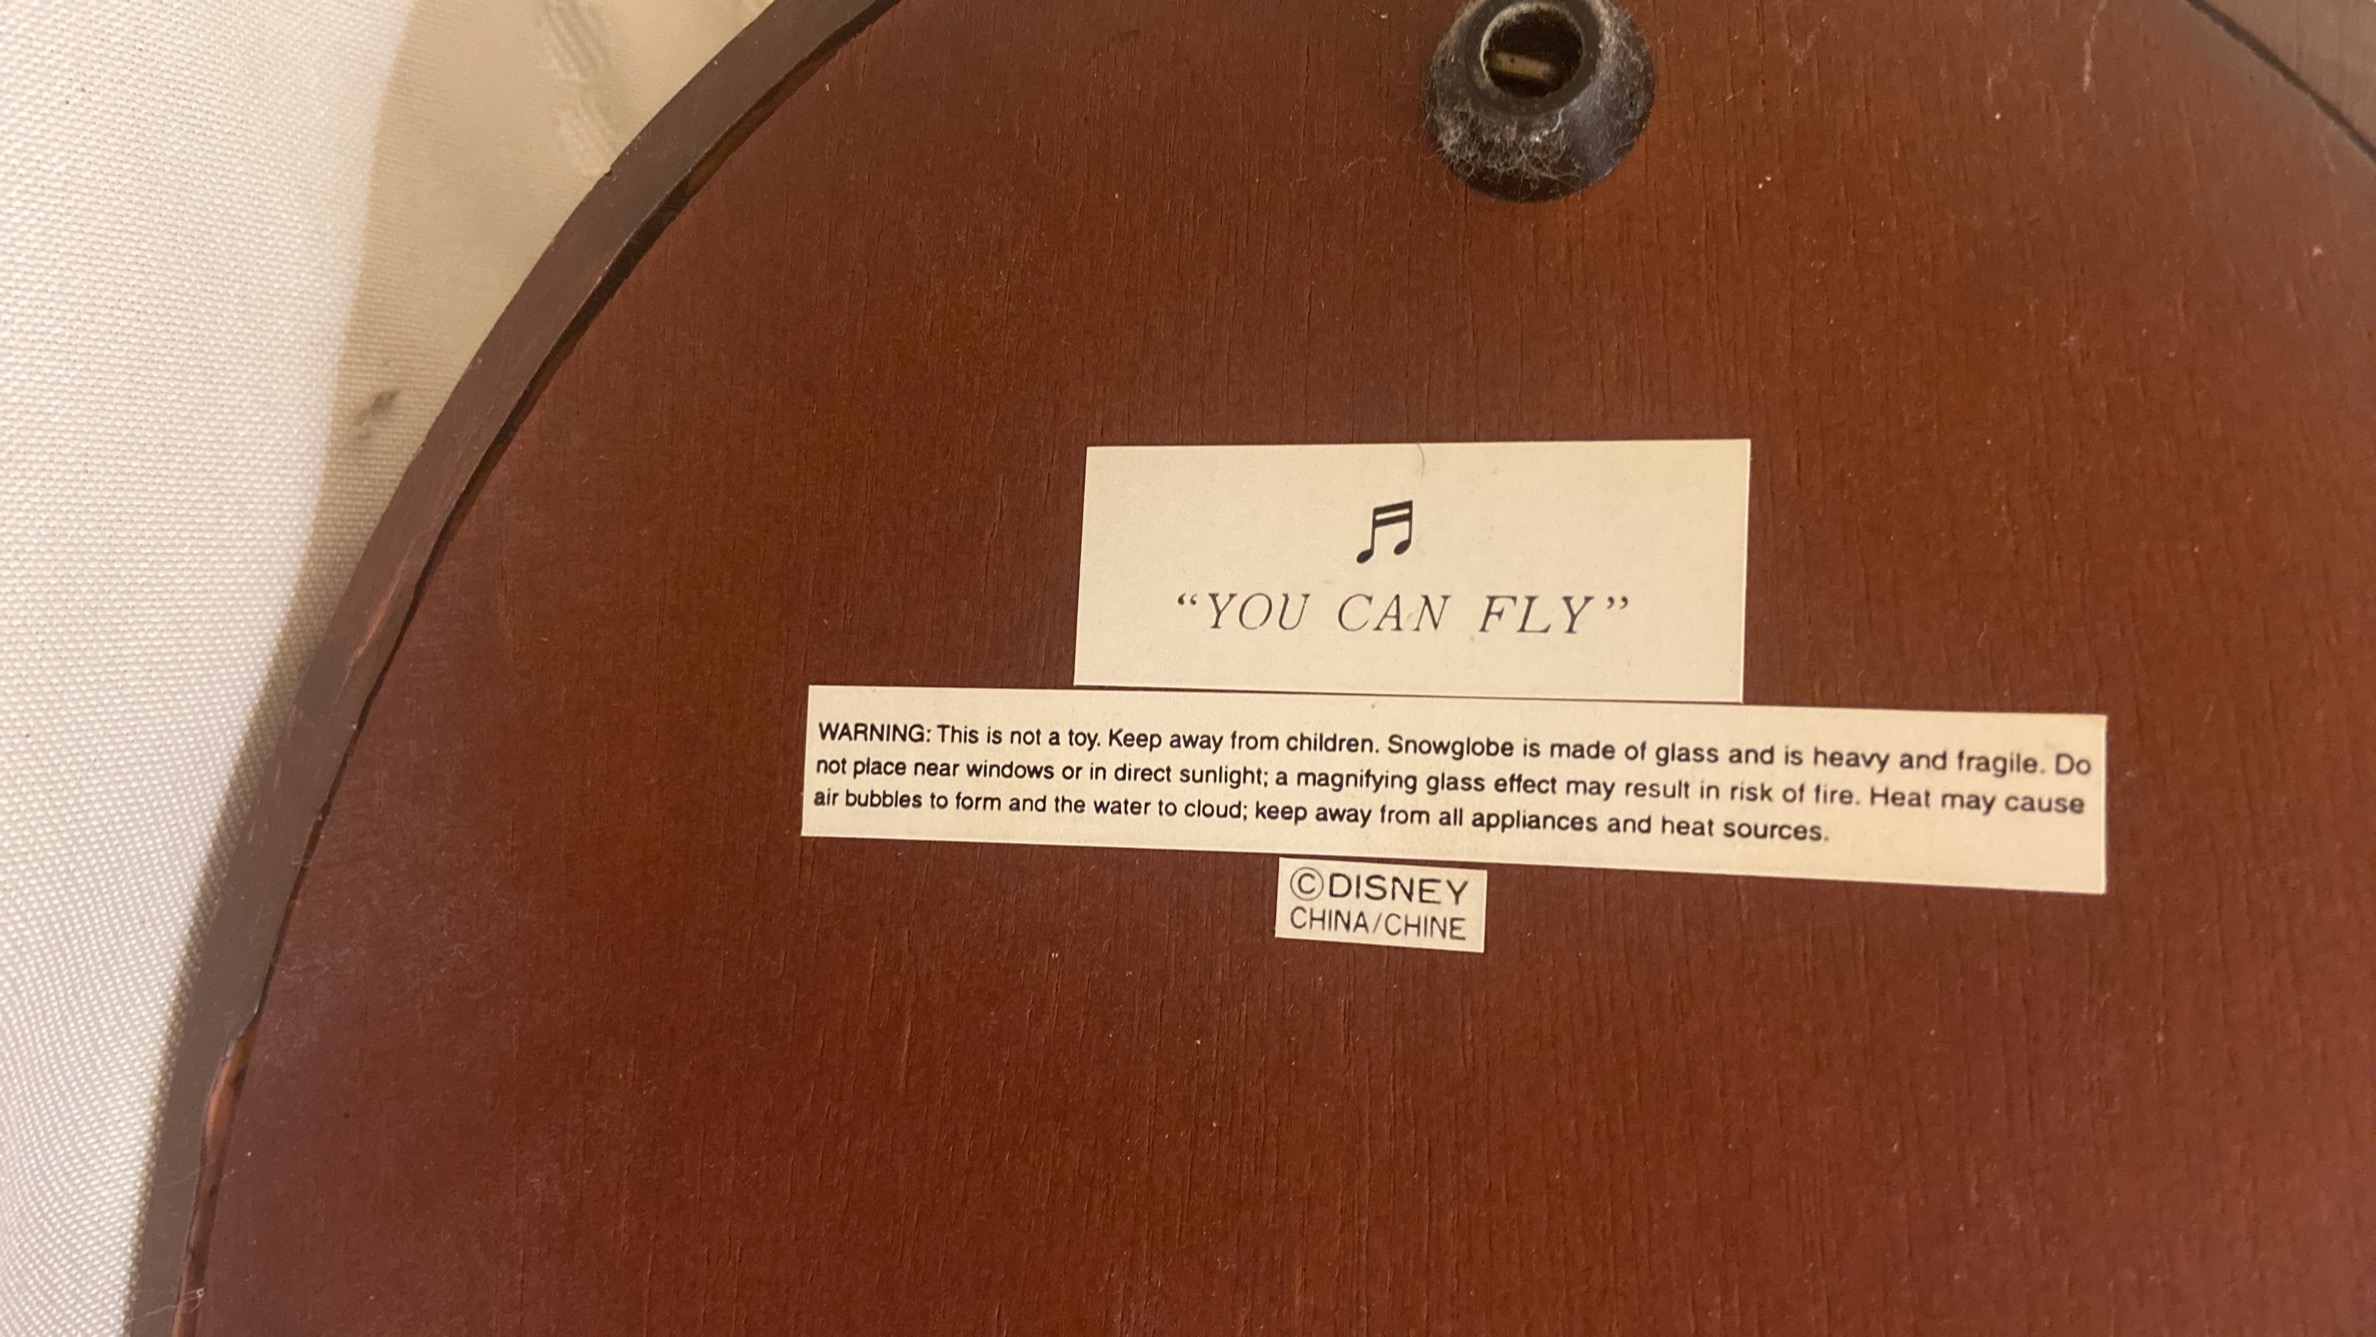 “YOU CAN FLY”
WARNING: This is not a toy. Keep away from children. Snowglobe is made of glass and is heavy and fragile. Do
not place near windows or in direct sunlight; a magnifying glass effect may result in risk of fire. Heat may cause
air bubbles to form and the water to cloud; keep away from all appliances and heat sources.
©DISNEY
CHINA/CHINE